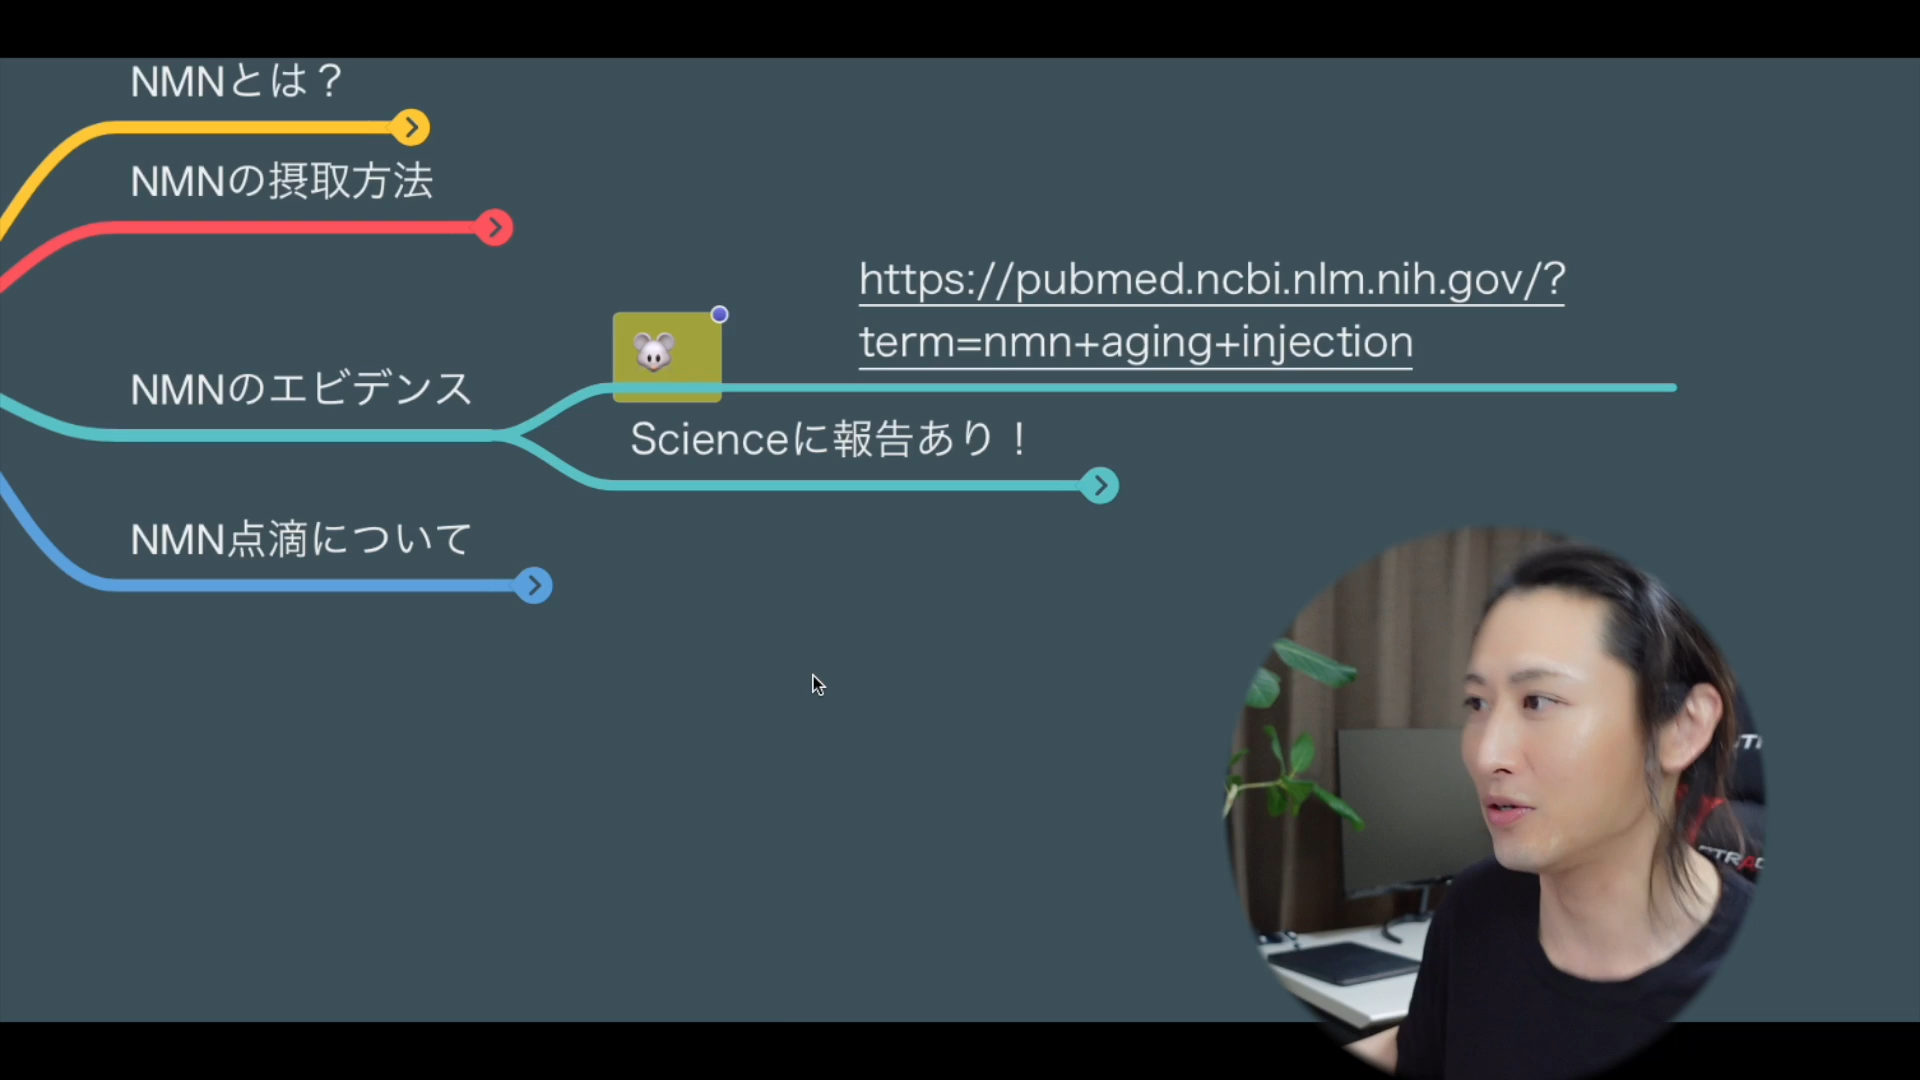 NMNとは？
NMNの摂取方法
https://pubmed.ncbi.nlm.nih.gov/?
term=nmn+aging+injection
NMNのエビデンス
Scienceに報告あり！
NMN点滴について